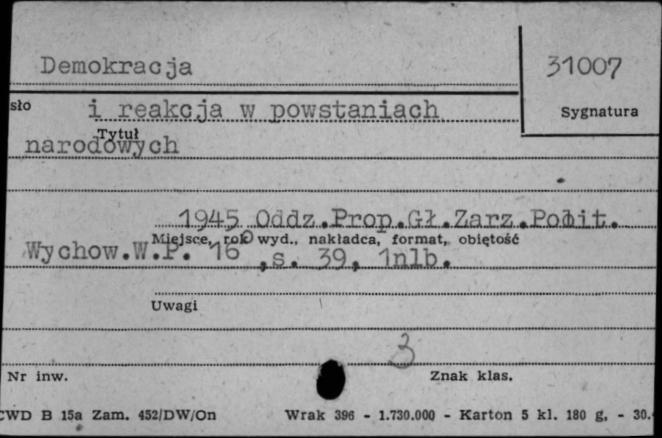 Demokracja
31007
sło
i reakcja w powstaniach
Sygnatura
Tytuł
narodowych
1945 Oddz.Prop.Gł.Zarz.Polit.
Miejsce, rok wyd., nakładca, format, objętość
Wychow.W.P. 16°,s. 39, 1nlb.
Uwagi
3
Nr inw.
Znak klas.
CWD B 15a Zam. 452/DW/On Wrak 396 - 1.730.000 - Karton 5 kl. 180 g, - 30.